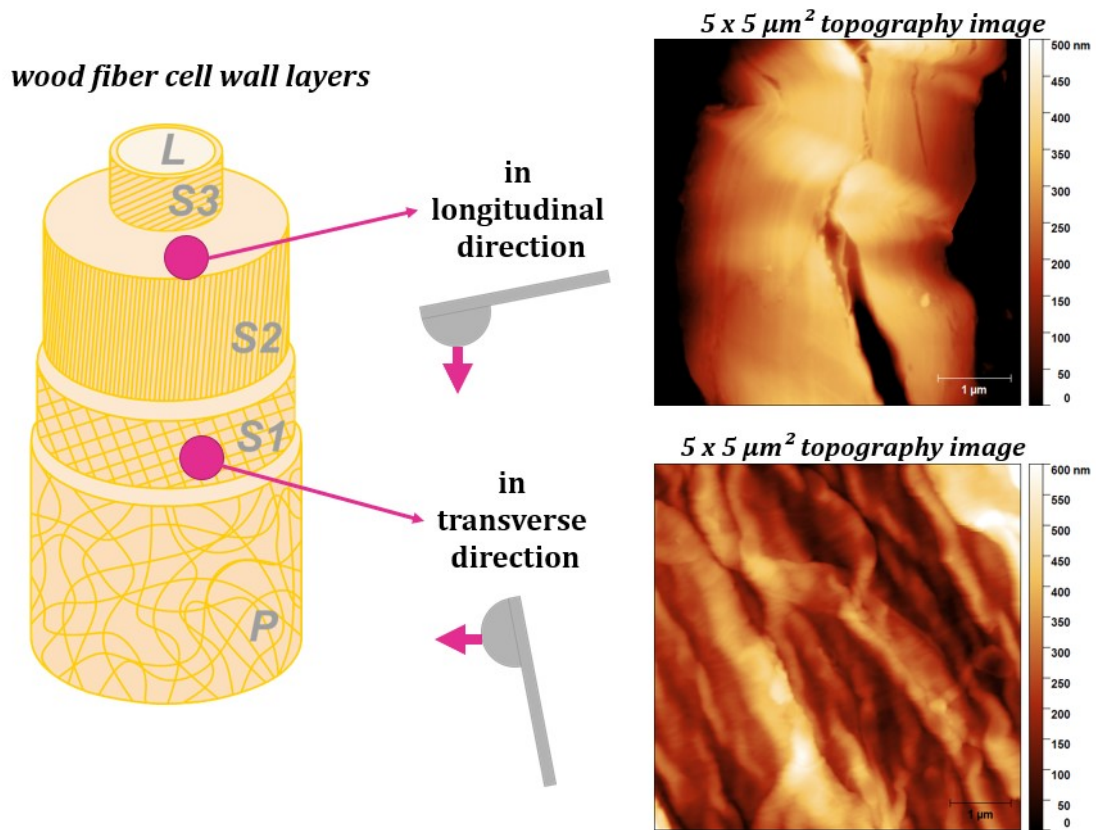 wood fiber cell wall layers
L
S3
S2
S1
P
in
longitudinal
direction
in
transverse
direction
5 x 5 µm² topography image
500 nm
450
400
350
300
250
200
150
100
50
0
1 µm
5 x 5 µm² topography image
600 nm
550
500
450
400
350
300
250
200
150
100
50
0
1 µm